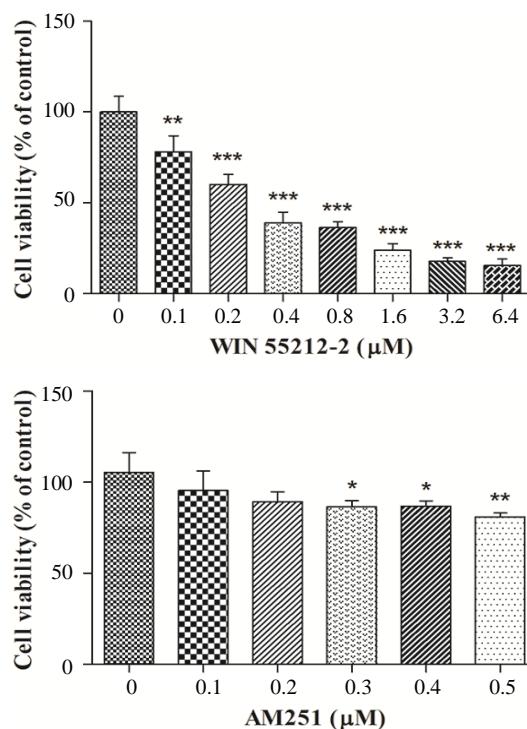 150
100
50
0
Cell viability (% of control)
** *** *** *** *** *** ***
0 0.1 0.2 0.4 0.8 1.6 3.2 6.4
WIN 55212-2 (µM)
150
100
50
0
Cell viability (% of control)
* * **
0 0.1 0.2 0.3 0.4 0.5
AM251 (µM)